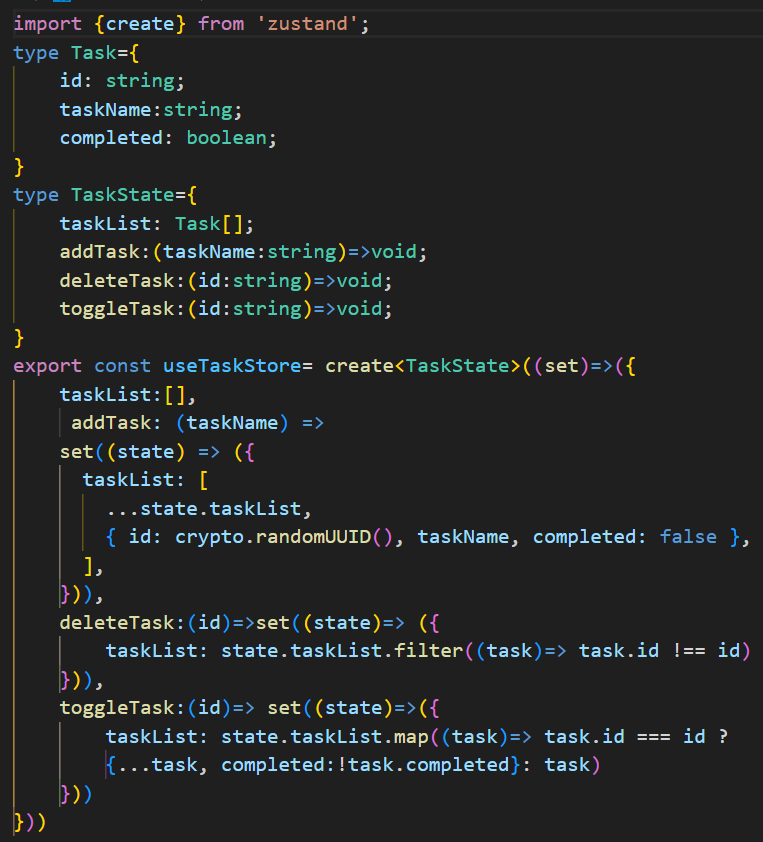 import {create} from 'zustand';
type Task={
    id: string;
    taskName:string;
    completed: boolean;
}
type TaskState={
    taskList: Task[];
    addTask:(taskName:string)=>void;
    deleteTask:(id:string)=>void;
    toggleTask:(id:string)=>void;
}
export const useTaskStore= create<TaskState>((set)=>({
    taskList:[],
     addTask: (taskName) =>
    set((state) => ({
      taskList: [
        ...state.taskList,
        { id: crypto.randomUUID(), taskName, completed: false },
      ],
    })),
    deleteTask:(id)=>set((state)=> ({
        taskList: state.taskList.filter((task)=> task.id !== id)
    })),
    toggleTask:(id)=> set((state)=>({
        taskList: state.taskList.map((task)=> task.id === id ?
        {...task, completed:!task.completed}: task)
    }))
}))